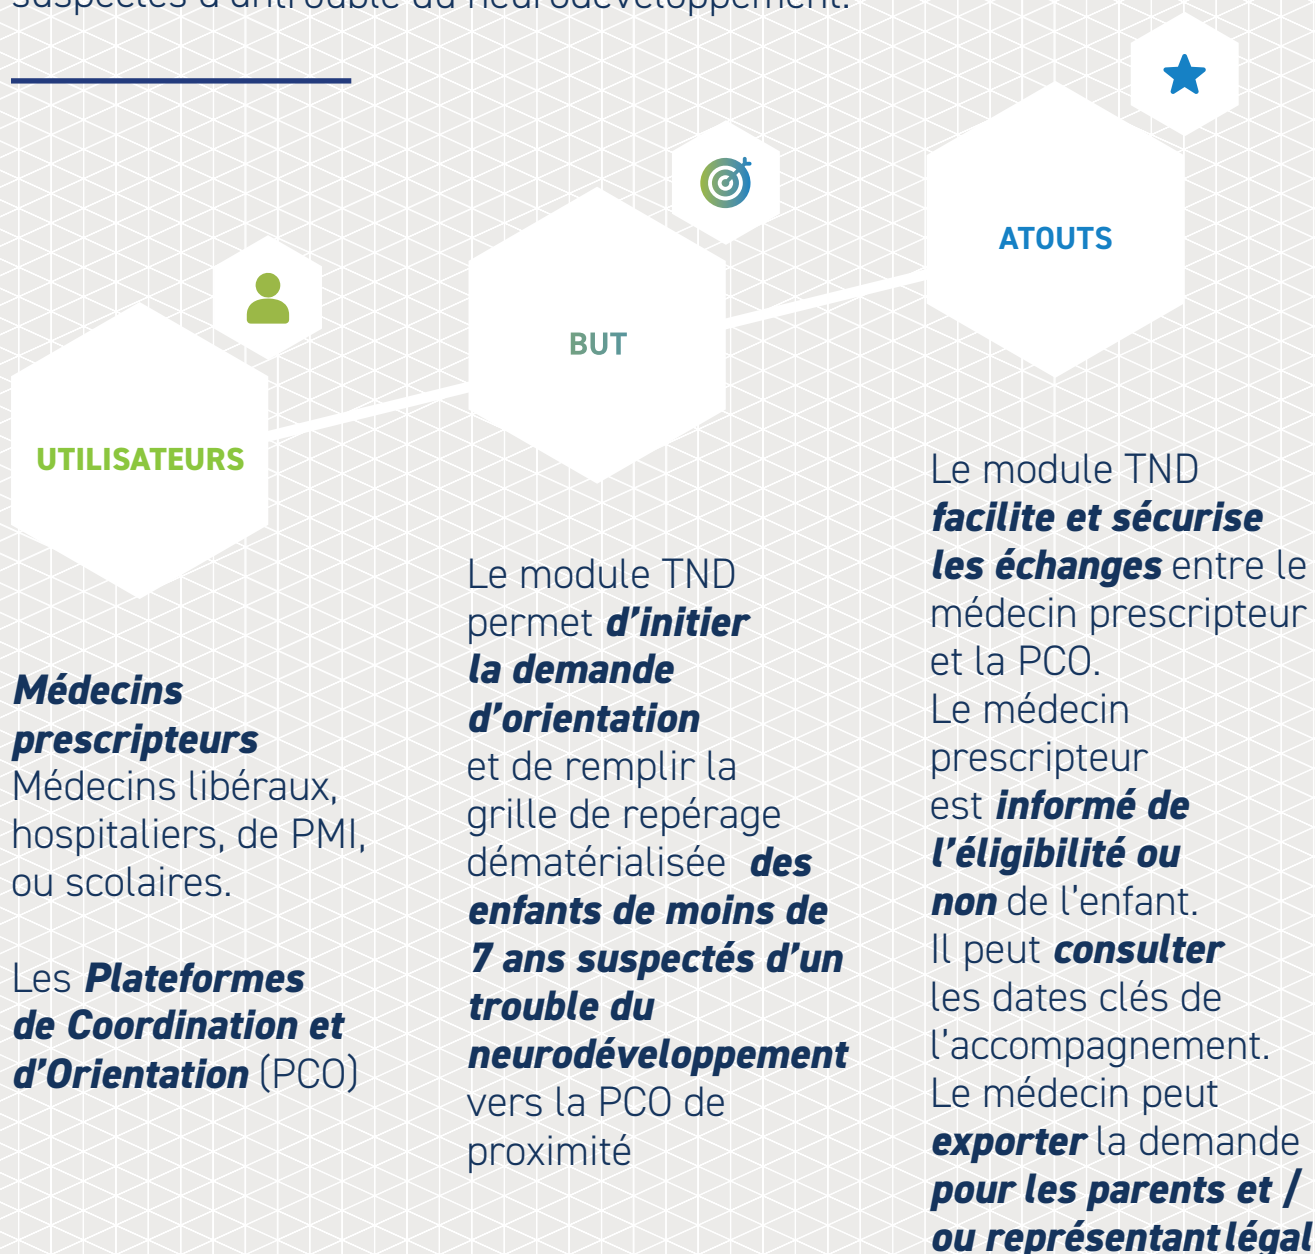 suspectés d'un trouble du neurodéveloppement.
UTILISATEURS
Médecins
prescripteurs
Médecins libéraux,
hospitaliers, de PMI,
ou scolaires.
Les Plateformes
de Coordination et
d'Orientation (PCO)
BUT
Le module TND
permet d'initier
la demande
d'orientation
et de remplir la
grille de repérage
dématérialisée des
enfants de moins de
7 ans suspectés d'un
trouble du
neurodéveloppement
vers la PCO de
proximité
ATOUTS
Le module TND
facilite et sécurise
les échanges entre le
médecin prescripteur
et la PCO.
Le médecin
prescripteur
est informé de
l'éligibilité ou
non de l'enfant.
Il peut consulter
les dates clés de
l'accompagnement.
Le médecin peut
exporter la demande
pour les parents et /
ou représentant légal